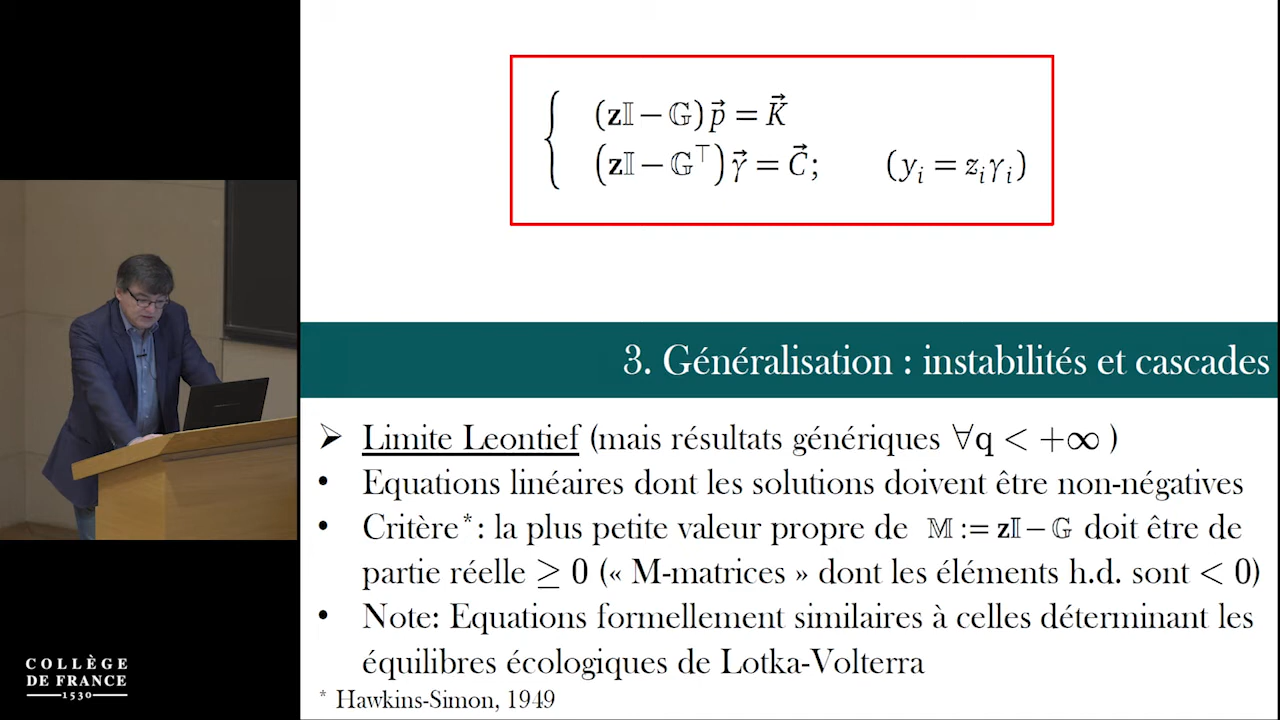 (𝐳𝕀 − 𝔾)p⃗ = K⃗
(𝐳𝕀 − 𝔾⊤)γ⃗ = C⃗; (yᵢ = zᵢγᵢ)
3. Généralisation : instabilités et cascades
➢ Limite Leontief (mais résultats génériques ∀q < +∞ )
• Equations linéaires dont les solutions doivent être non-négatives
• Critère*: la plus petite valeur propre de 𝕄 := 𝐳𝕀 − 𝔾 doit être de
partie réelle ≥ 0 (« M-matrices » dont les éléments h.d. sont < 0)
• Note: Equations formellement similaires à celles déterminant les
équilibres écologiques de Lotka-Volterra
* Hawkins-Simon, 1949
COLLÈGE
DE FRANCE
1530